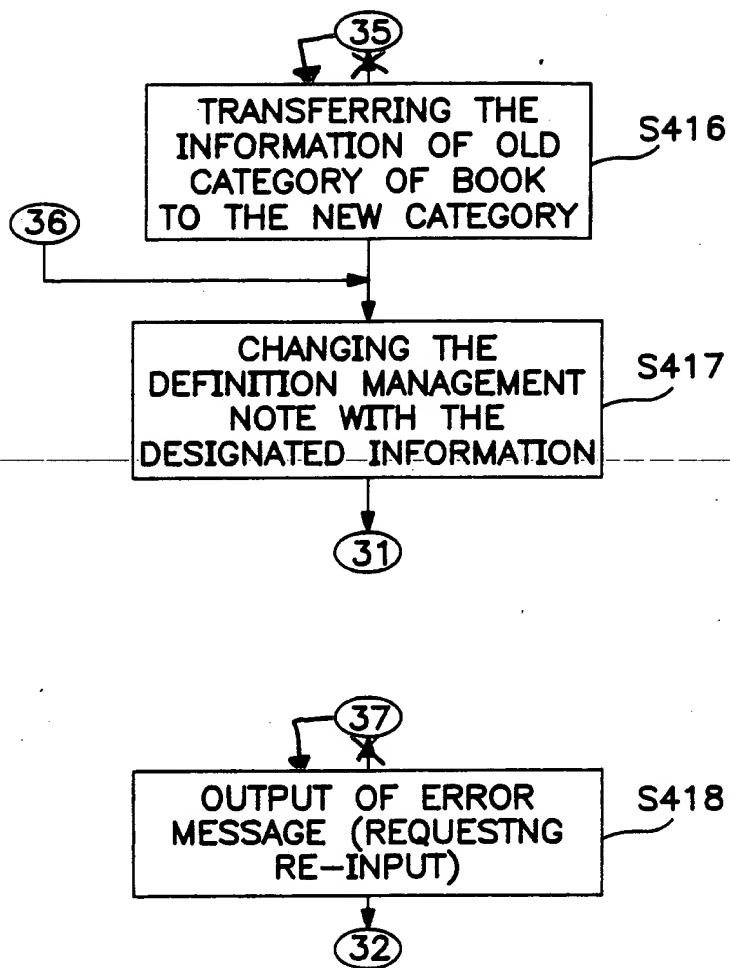 35
TRANSFERRING THE
INFORMATION OF OLD
CATEGORY OF BOOK
TO THE NEW CATEGORY
S416
36
CHANGING THE
DEFINITION MANAGEMENT
NOTE WITH THE
DESIGNATED INFORMATION
S417
31
37
OUTPUT OF ERROR
MESSAGE (REQUESTNG
RE-INPUT)
S418
32